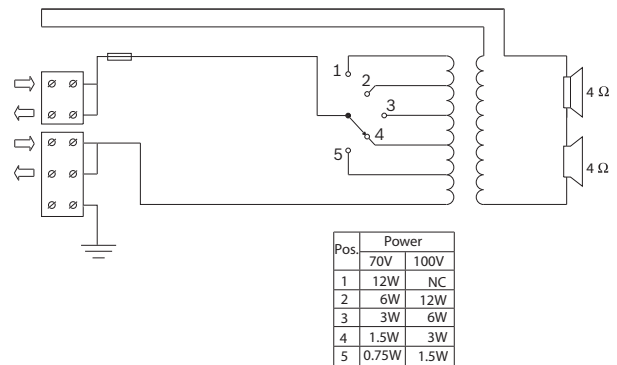 1
2
3
4
5
4 Ω
4 Ω
Pos. Power
70V 100V
1 12W NC
2 6W 12W
3 3W 6W
4 1.5W 3W
5 0.75W 1.5W